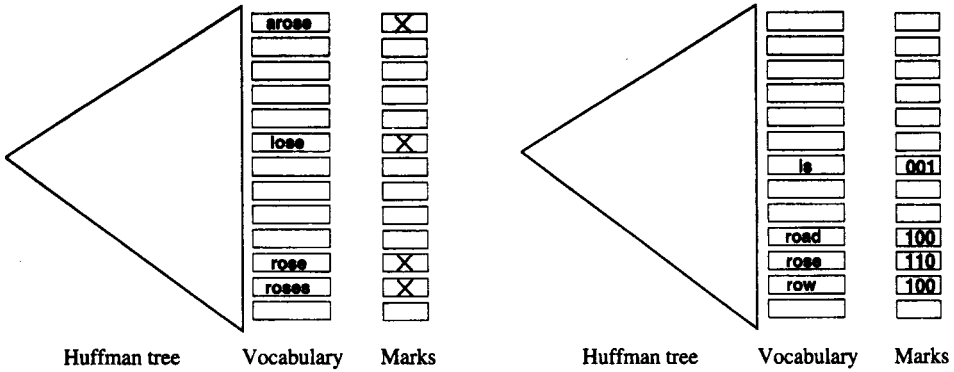 arose X
lose X
rose X
roses X
Huffman tree Vocabulary Marks
is 001
road 100
rose 110
row 100
Huffman tree Vocabulary Marks